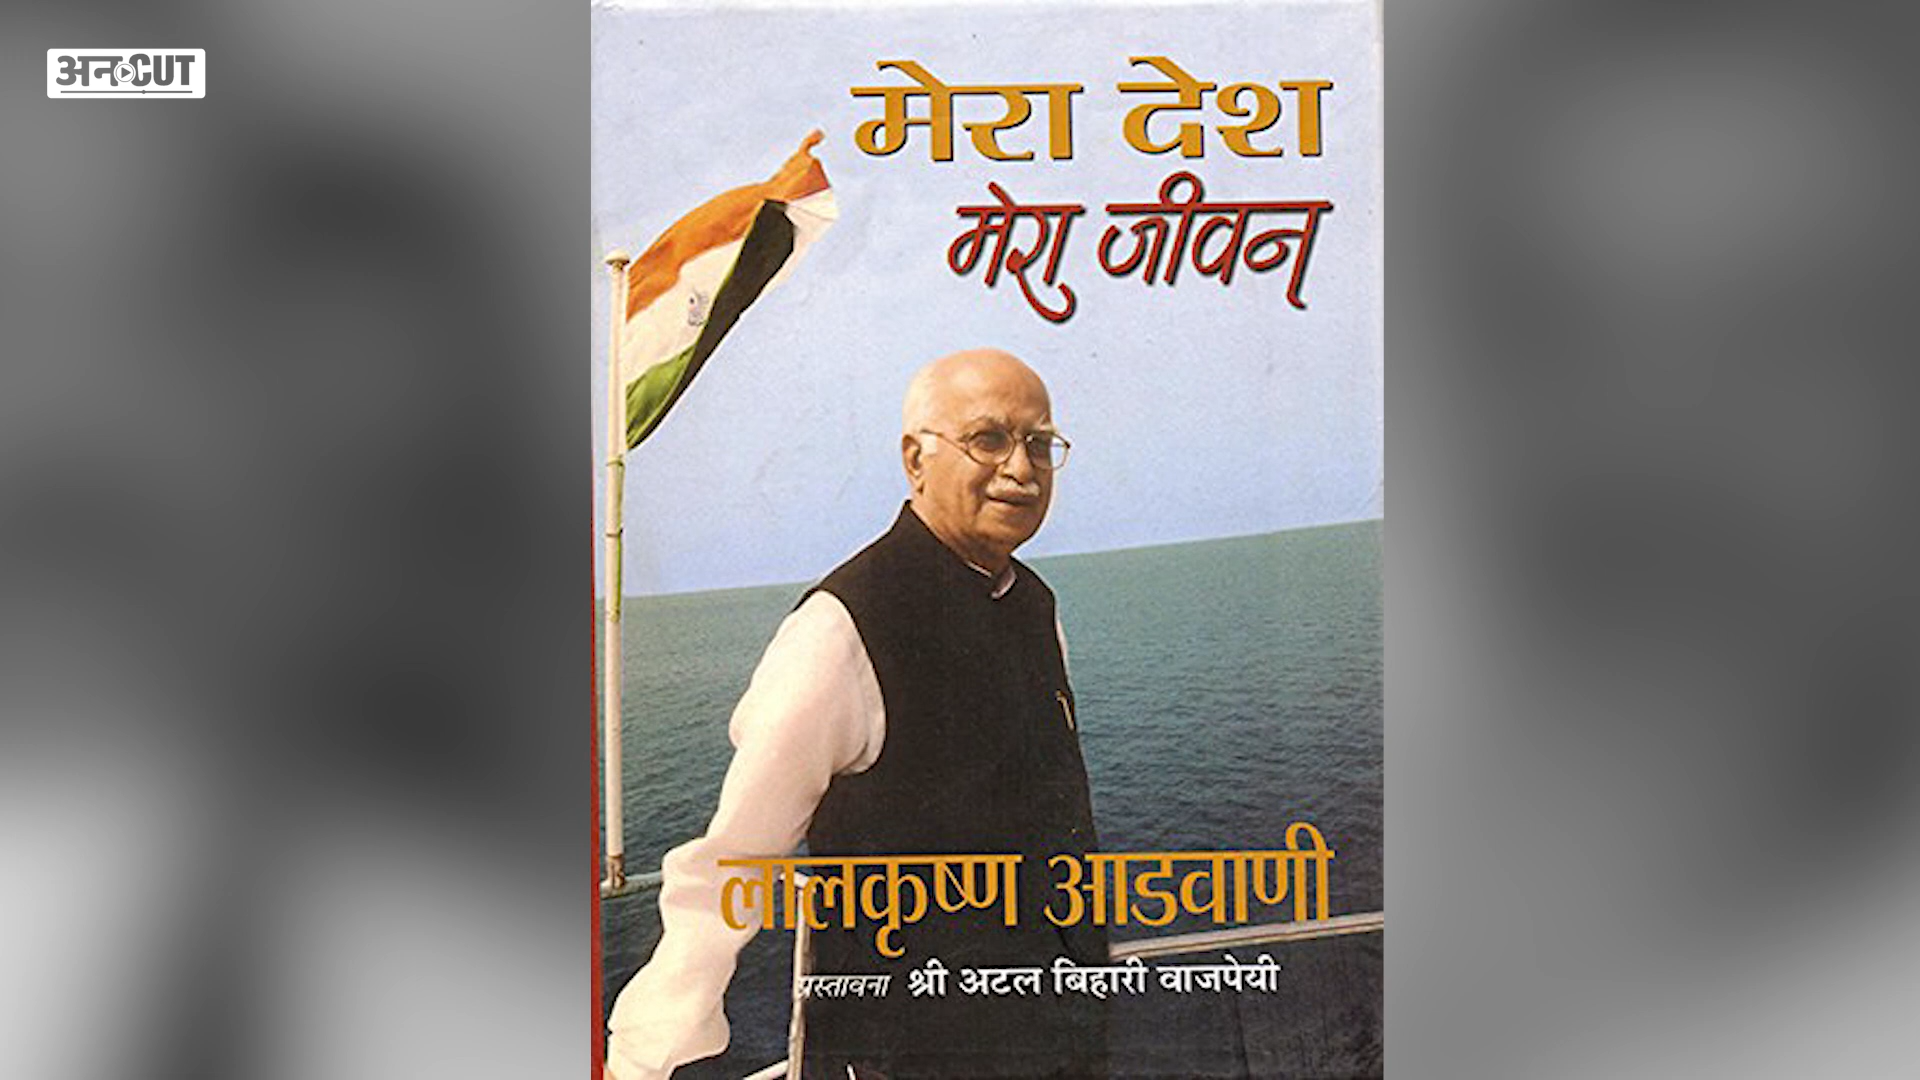 अनCUT
मेरा देश
मेरा जीवन
लालकृष्ण आडवाणी
प्रस्तावना श्री अटल बिहारी वाजपेयी